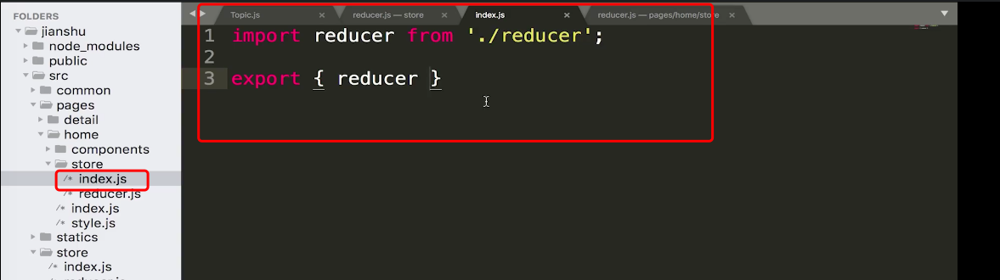 FOLDERS
jianshu
node_modules
public
src
common
pages
detail
home
components
store
/* index.js
/* reducer.js
/* index.js
/* style.js
statics
store
/* index.js
Topic.js ×
reducer.js — store ×
index.js ×
reducer.js — pages/home/store ×
1 import reducer from './reducer';
2
3 export { reducer }